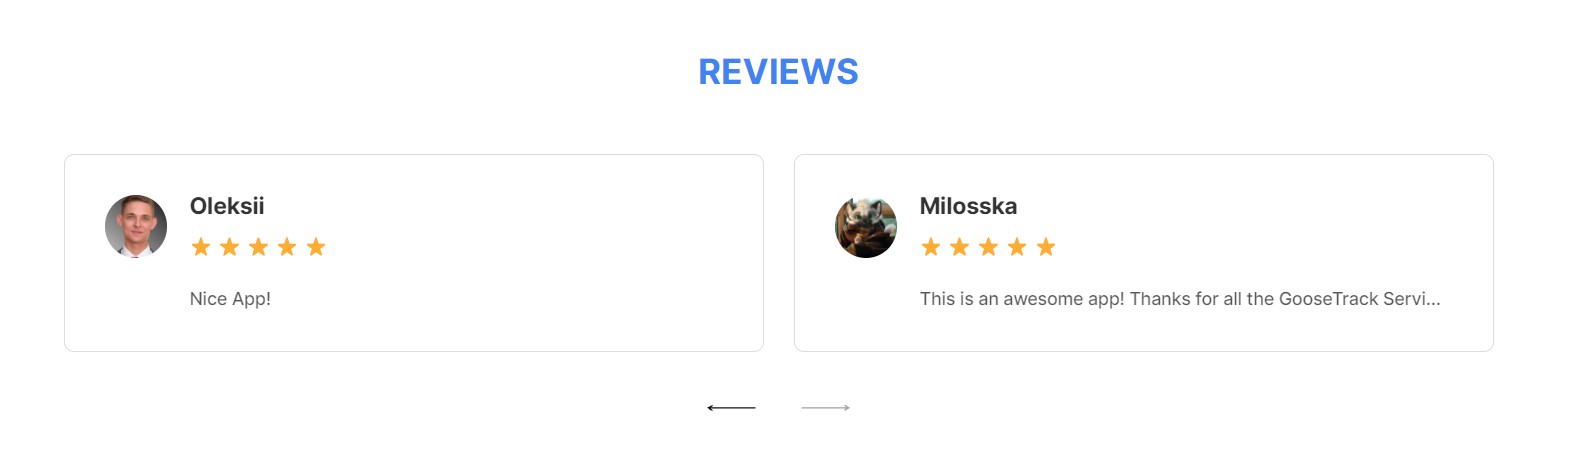 REVIEWS
Oleksii
Nice App!
Milosska
This is an awesome app! Thanks for all the GooseTrack Servi...